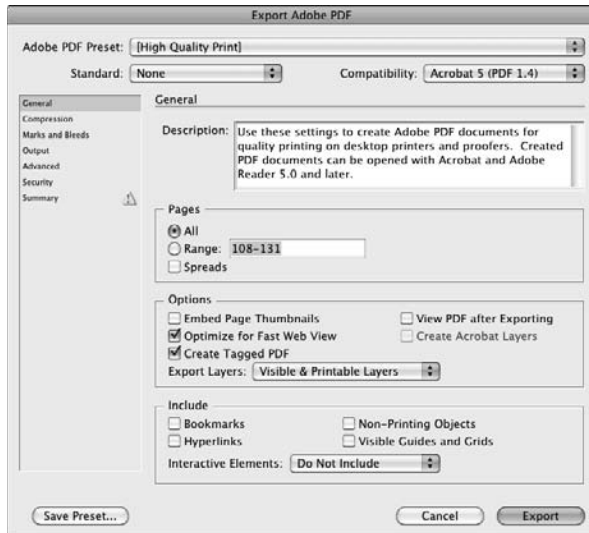 Export Adobe PDF
Adobe PDF Preset: [High Quality Print]
Standard: None Compatibility: Acrobat 5 (PDF 1.4)
General
Compression
Marks and Bleeds
Output
Advanced
Security
Summary
General
Description: Use these settings to create Adobe PDF documents for
quality printing on desktop printers and proofers. Created
PDF documents can be opened with Acrobat and Adobe
Reader 5.0 and later.
Pages
All
Range: 108-131
Spreads
Options
Embed Page Thumbnails View PDF after Exporting
Optimize for Fast Web View Create Acrobat Layers
Create Tagged PDF
Export Layers: Visible & Printable Layers
Include
Bookmarks Non-Printing Objects
Hyperlinks Visible Guides and Grids
Interactive Elements: Do Not Include
Save Preset... Cancel Export